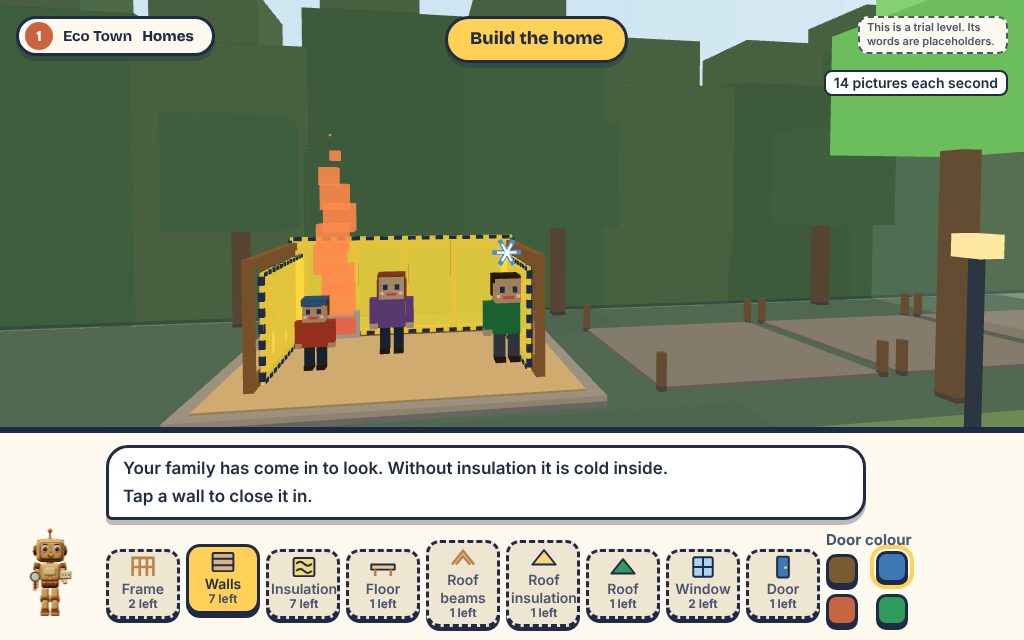 1 Eco Town Homes
Build the home
This is a trial level. Its
words are placeholders.
14 pictures each second
Your family has come in to look. Without insulation it is cold inside.
Tap a wall to close it in.
Door colour
Frame
2 left
Walls
7 left
Insulation
7 left
Floor
1 left
Roof
beams
1 left
Roof
insulation
1 left
Roof
1 left
Window
2 left
Door
1 left